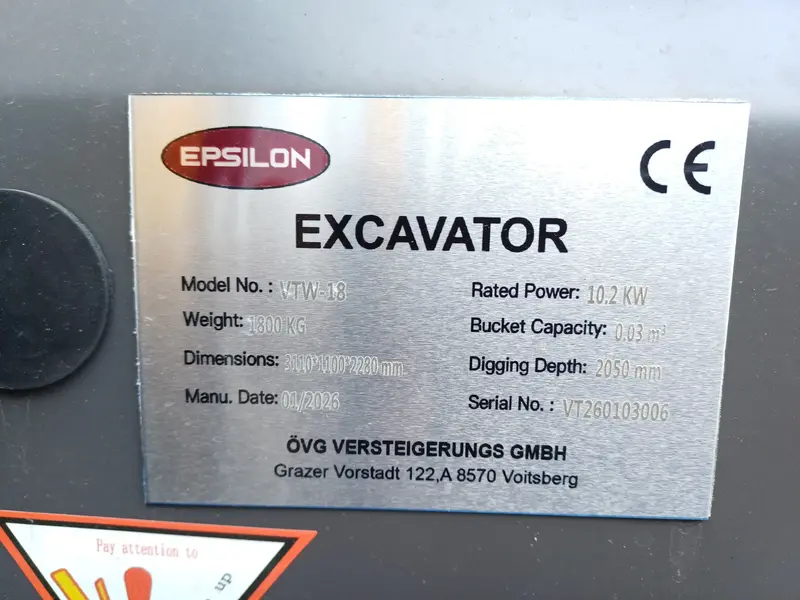 EPSILON
CE
EXCAVATOR
Model No. : VTW-18
Weight: 1800 KG
Dimensions: 3110*1100*2280 mm
Manu. Date: 01/2026
Rated Power: 10.2 KW
Bucket Capacity: 0.03 m³
Digging Depth: 2050 mm
Serial No. : VT260103006
ÖVG VERSTEIGERUNGS GMBH
Grazer Vorstadt 122,A 8570 Voitsberg
Pay attention to
up